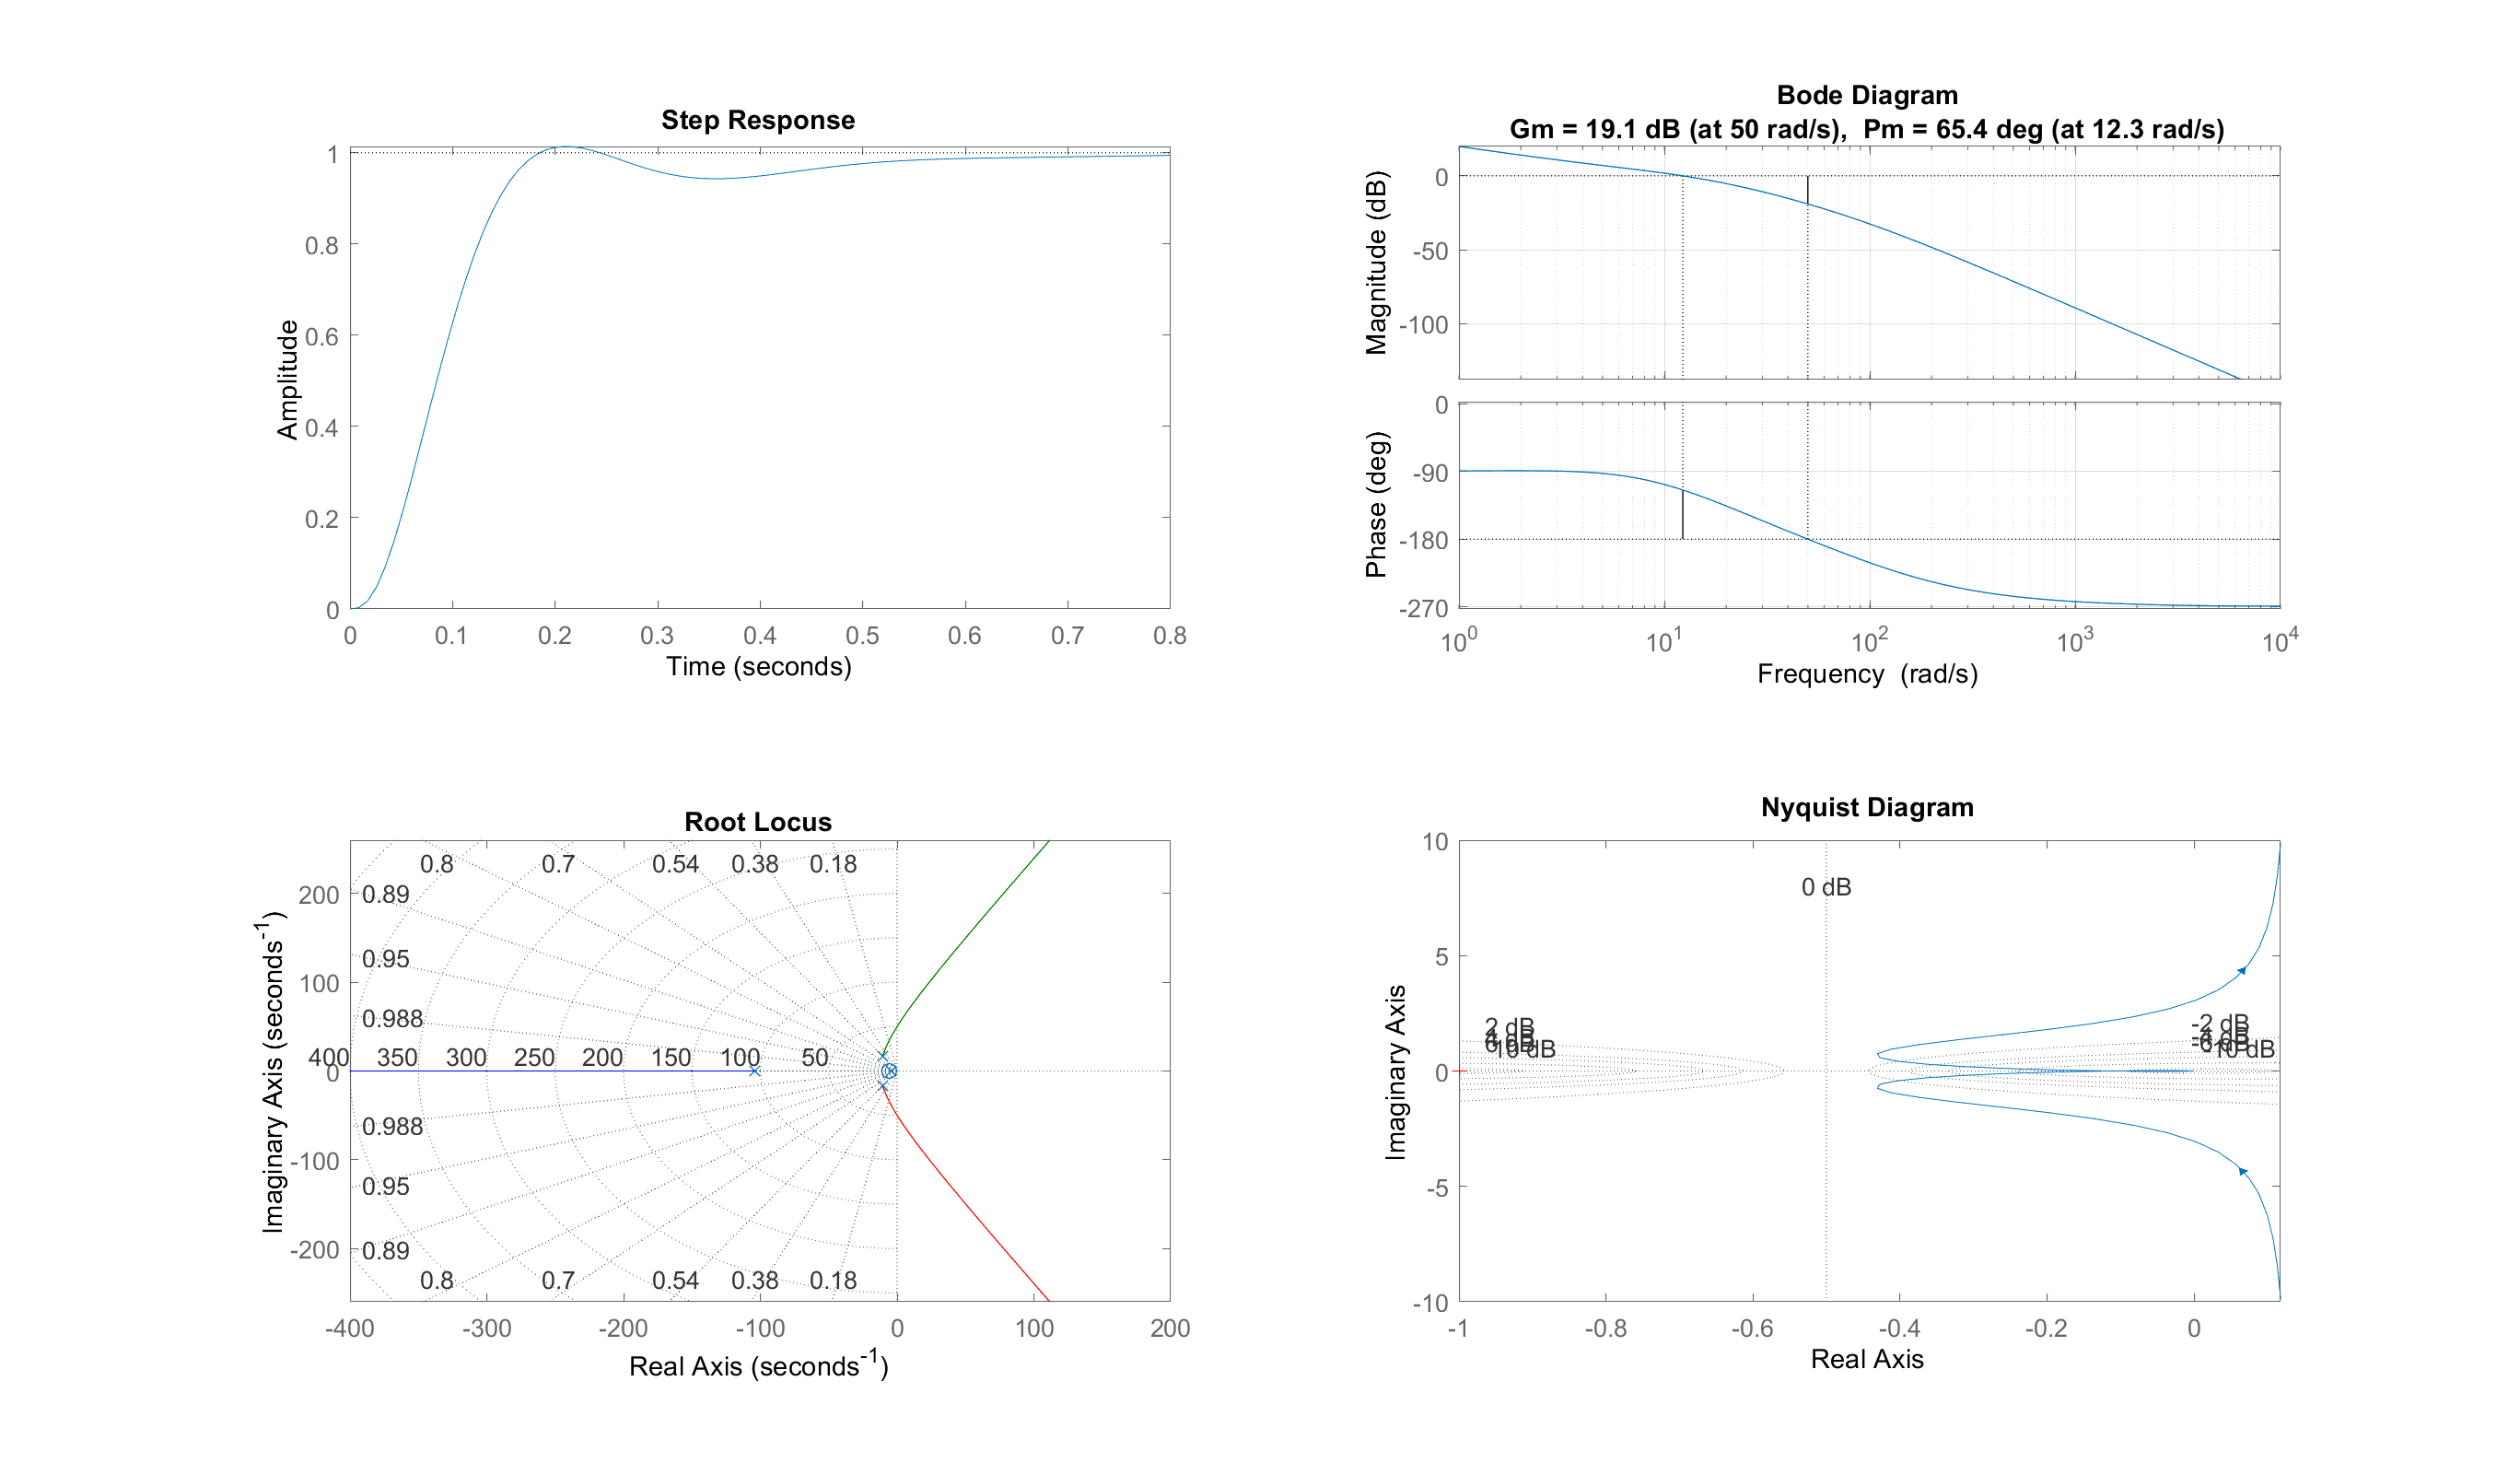 Step Response
1
0.8
0.6
0.4
0.2
0
Amplitude
0 0.1 0.2 0.3 0.4 0.5 0.6 0.7 0.8
Time (seconds)
Bode Diagram
Gm = 19.1 dB (at 50 rad/s), Pm = 65.4 deg (at 12.3 rad/s)
0
-50
-100
Magnitude (dB)
0
-90
-180
-270
Phase (deg)
10^0 10^1 10^2 10^3 10^4
Frequency (rad/s)
Root Locus
0.8 0.7 0.54 0.38 0.18
0.89
0.95
0.988
400 350 300 250 200 150 100 50
0.988
0.95
0.89
0.8 0.7 0.54 0.38 0.18
200
100
0
-100
-200
Imaginary Axis (seconds^-1)
-400 -300 -200 -100 0 100 200
Real Axis (seconds^-1)
Nyquist Diagram
10
5
0
-5
-10
Imaginary Axis
0 dB
2 dB
4 dB
6 dB
10 dB
-2 dB
-4 dB
-6 dB
-10 dB
-1 -0.8 -0.6 -0.4 -0.2 0
Real Axis